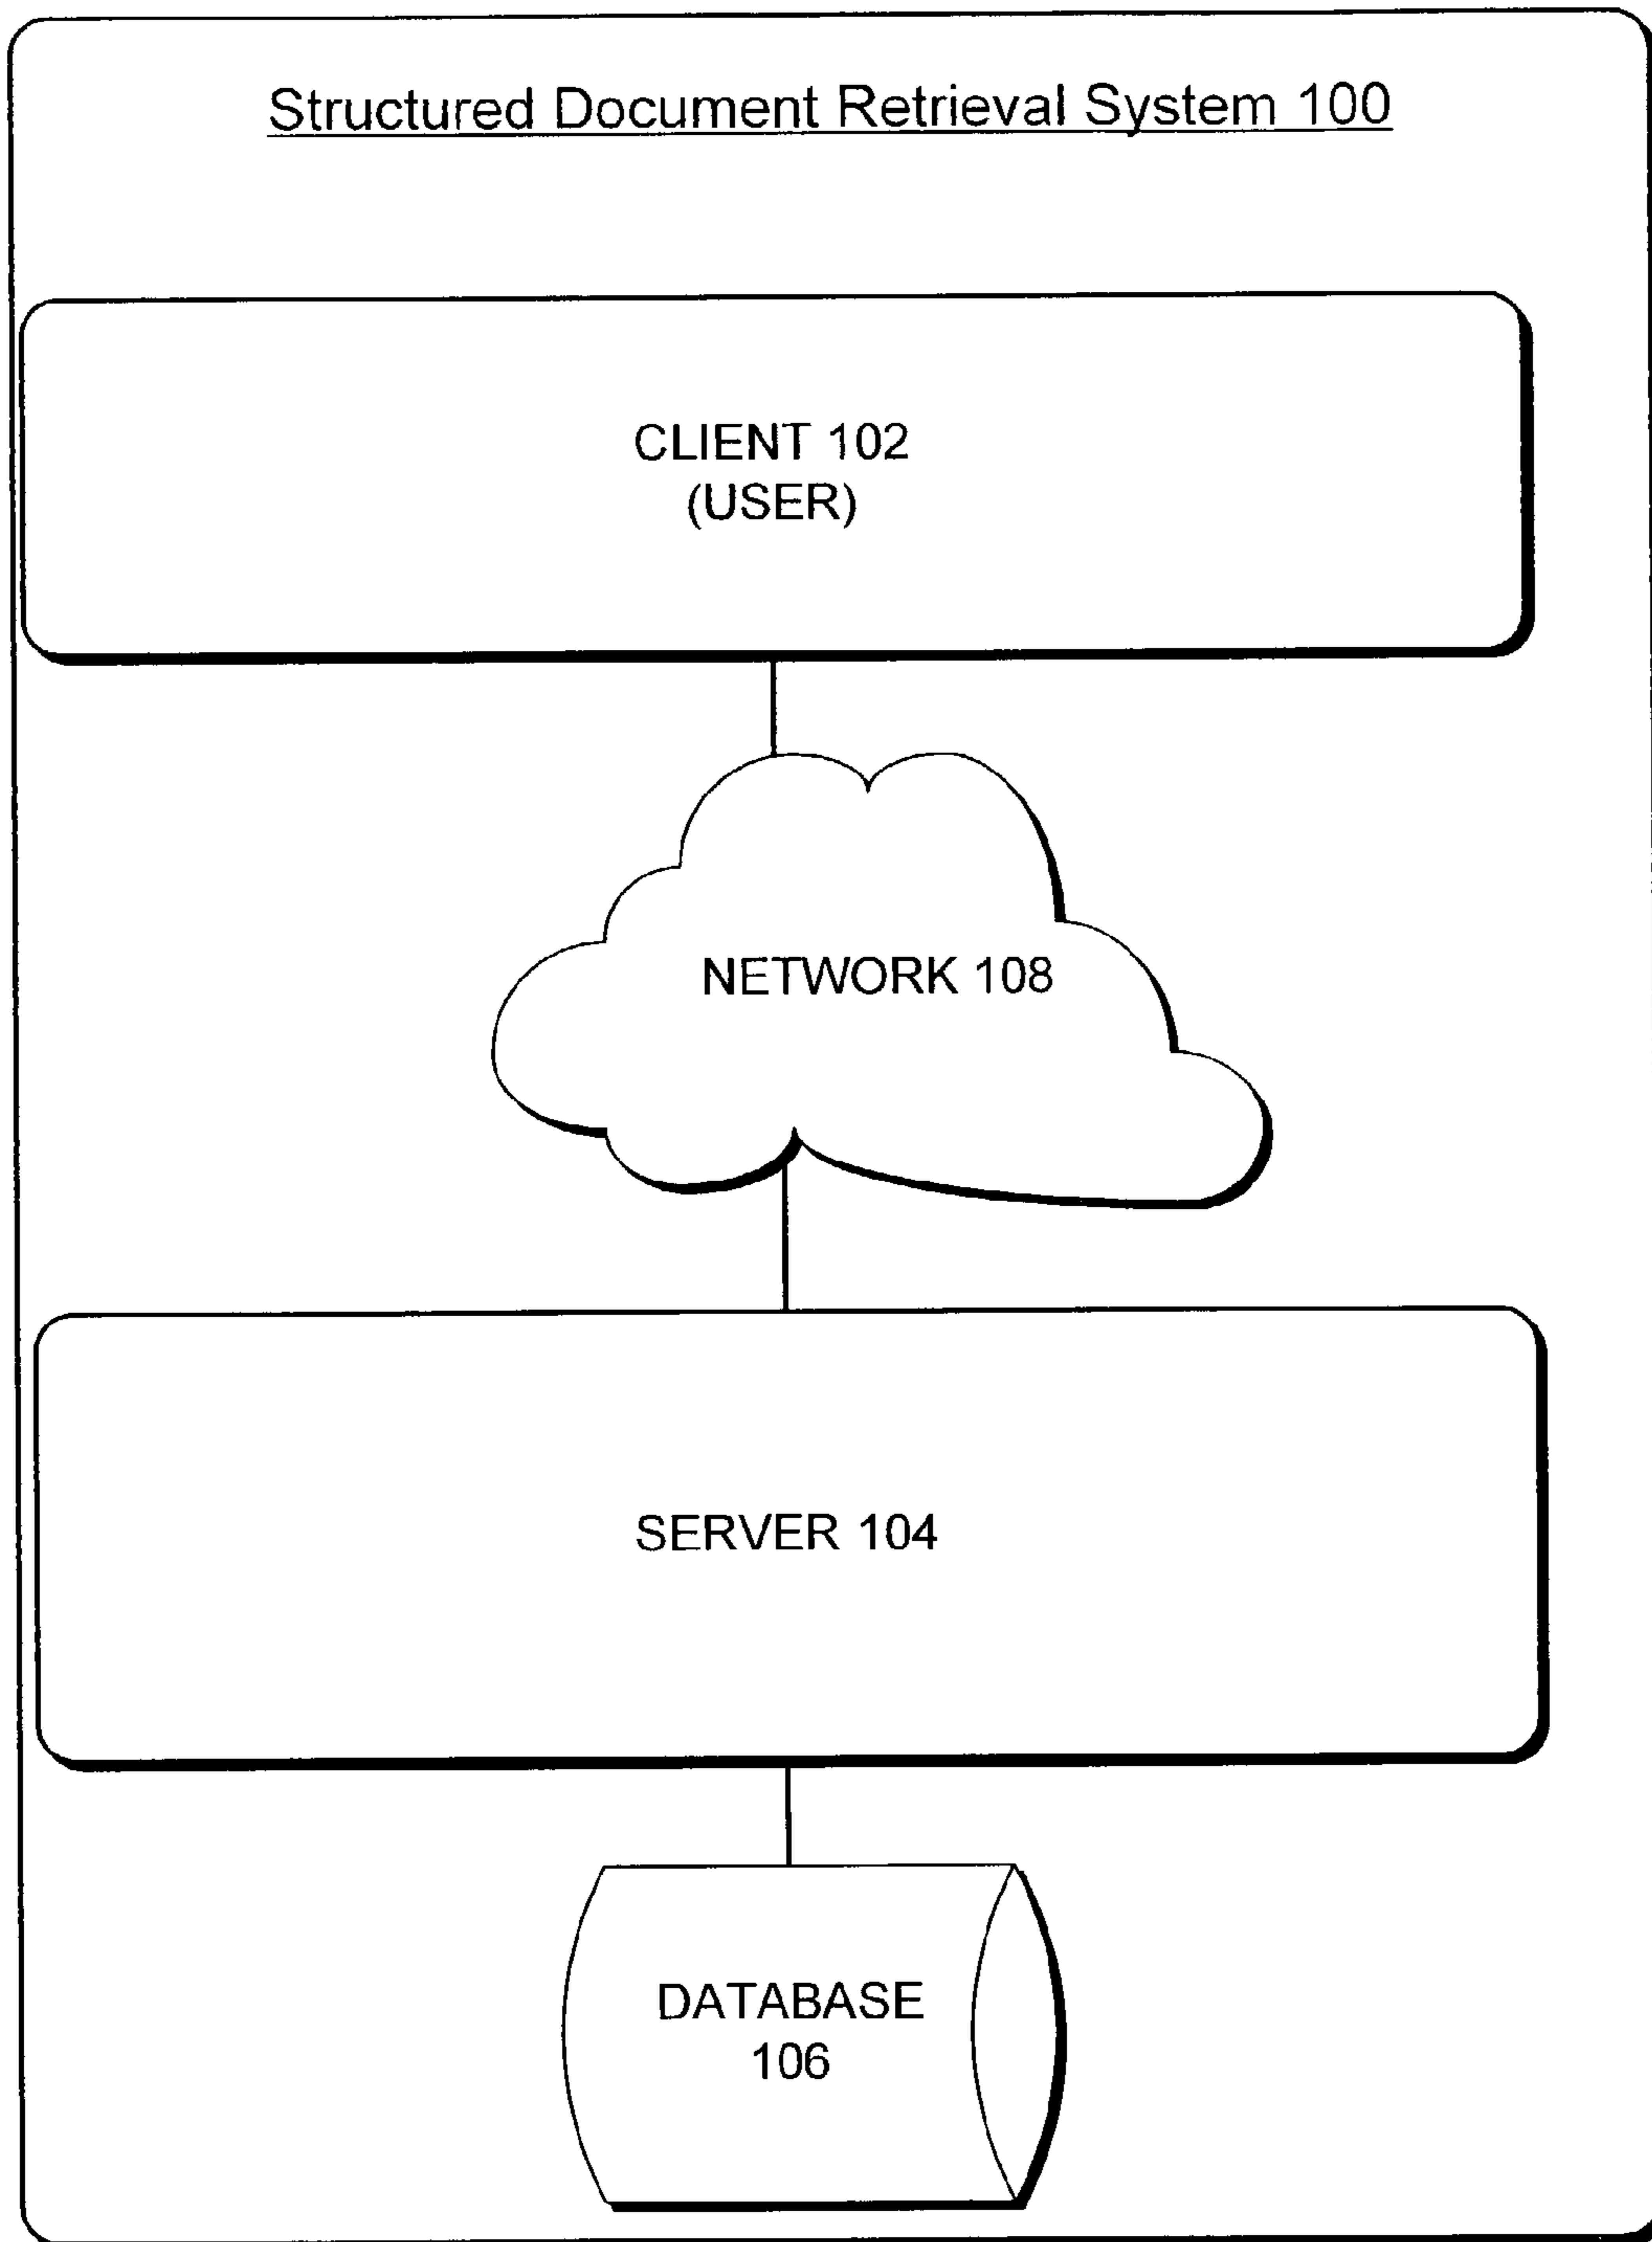 Structured Document Retrieval System 100
CLIENT 102
(USER)
NETWORK 108
SERVER 104
DATABASE
106